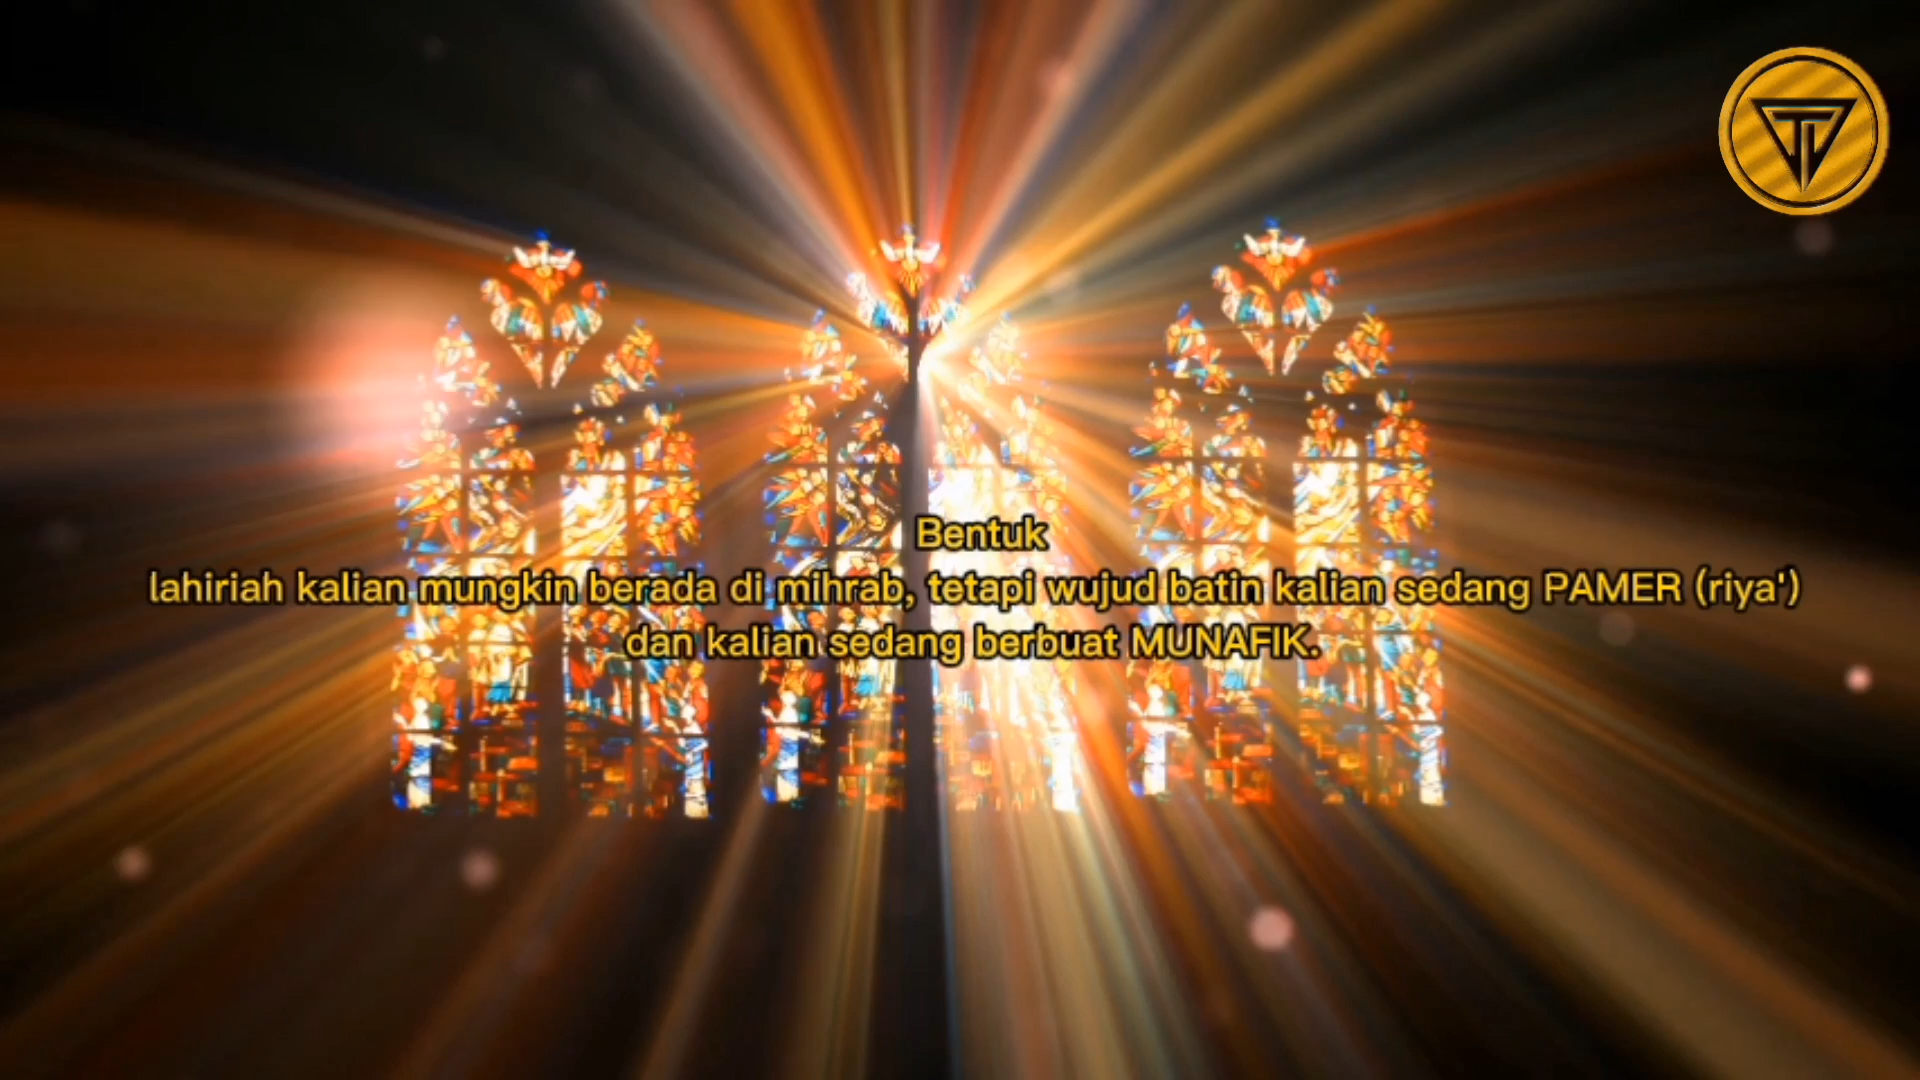 Bentuk
lahiriah kalian mungkin berada di mihrab, tetapi wujud batin kalian sedang PAMER (riya')
dan kalian sedang berbuat MUNAFIK.